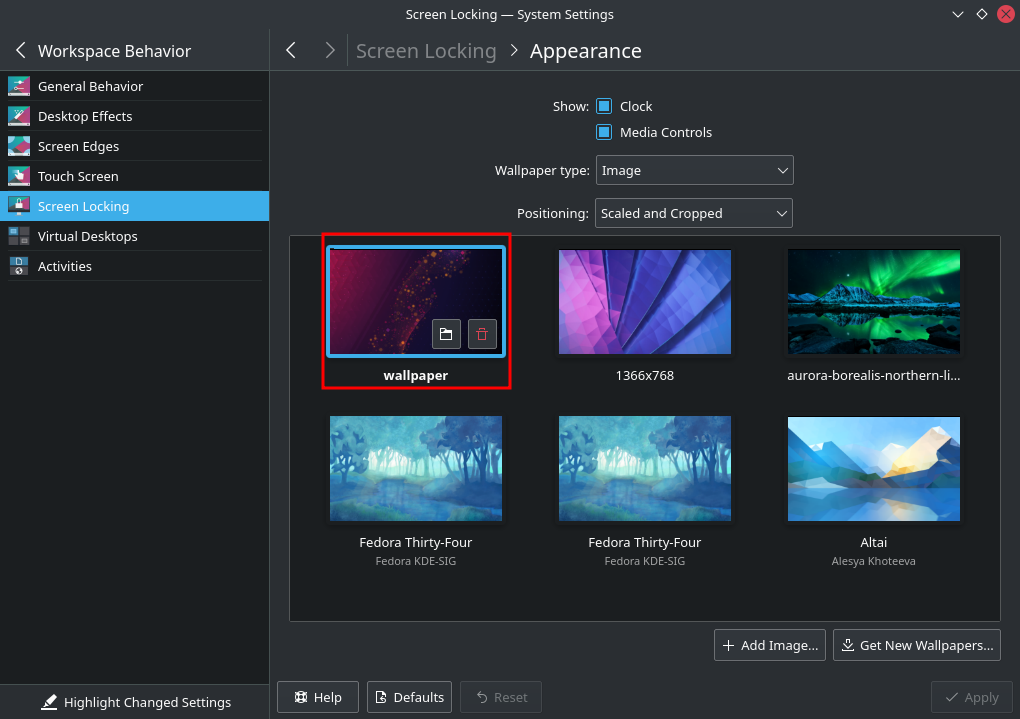 Screen Locking — System Settings
Workspace Behavior
Screen Locking > Appearance
General Behavior
Desktop Effects
Screen Edges
Touch Screen
Screen Locking
Virtual Desktops
Activities
Show: Clock
Media Controls
Wallpaper type: Image
Positioning: Scaled and Cropped
wallpaper
1366x768
aurora-borealis-northern-li...
Fedora Thirty-Four
Fedora KDE-SIG
Fedora Thirty-Four
Fedora KDE-SIG
Altai
Alesya Khoteeva
Add Image...
Get New Wallpapers...
Highlight Changed Settings
Help
Defaults
Reset
Apply